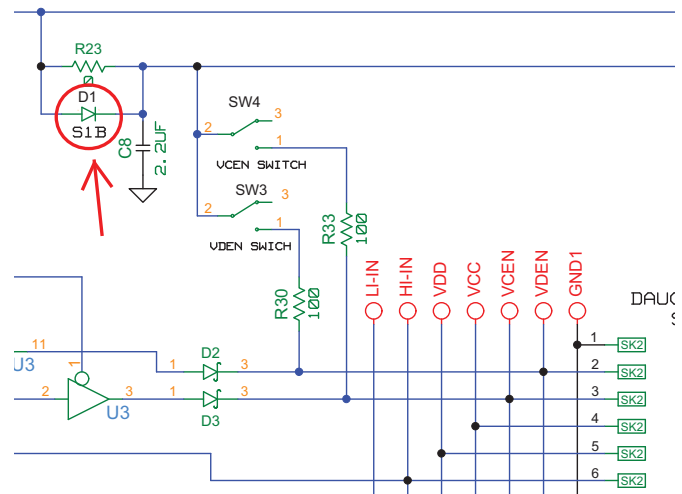 R23
0
D1
S1B
C8
2.2UF
SW4
3
2
1
VCEN SWITCH
SW3
3
2
1
VDEN SWICH
R33
100
R30
100
LI-IN
HI-IN
VDD
VCC
VCEN
VDEN
GND1
DAUG
S
1
SK2
11
1
D2
3
2
SK2
U3
1
2
3
U3
1
D3
3
3
SK2
4
SK2
5
SK2
6
SK2